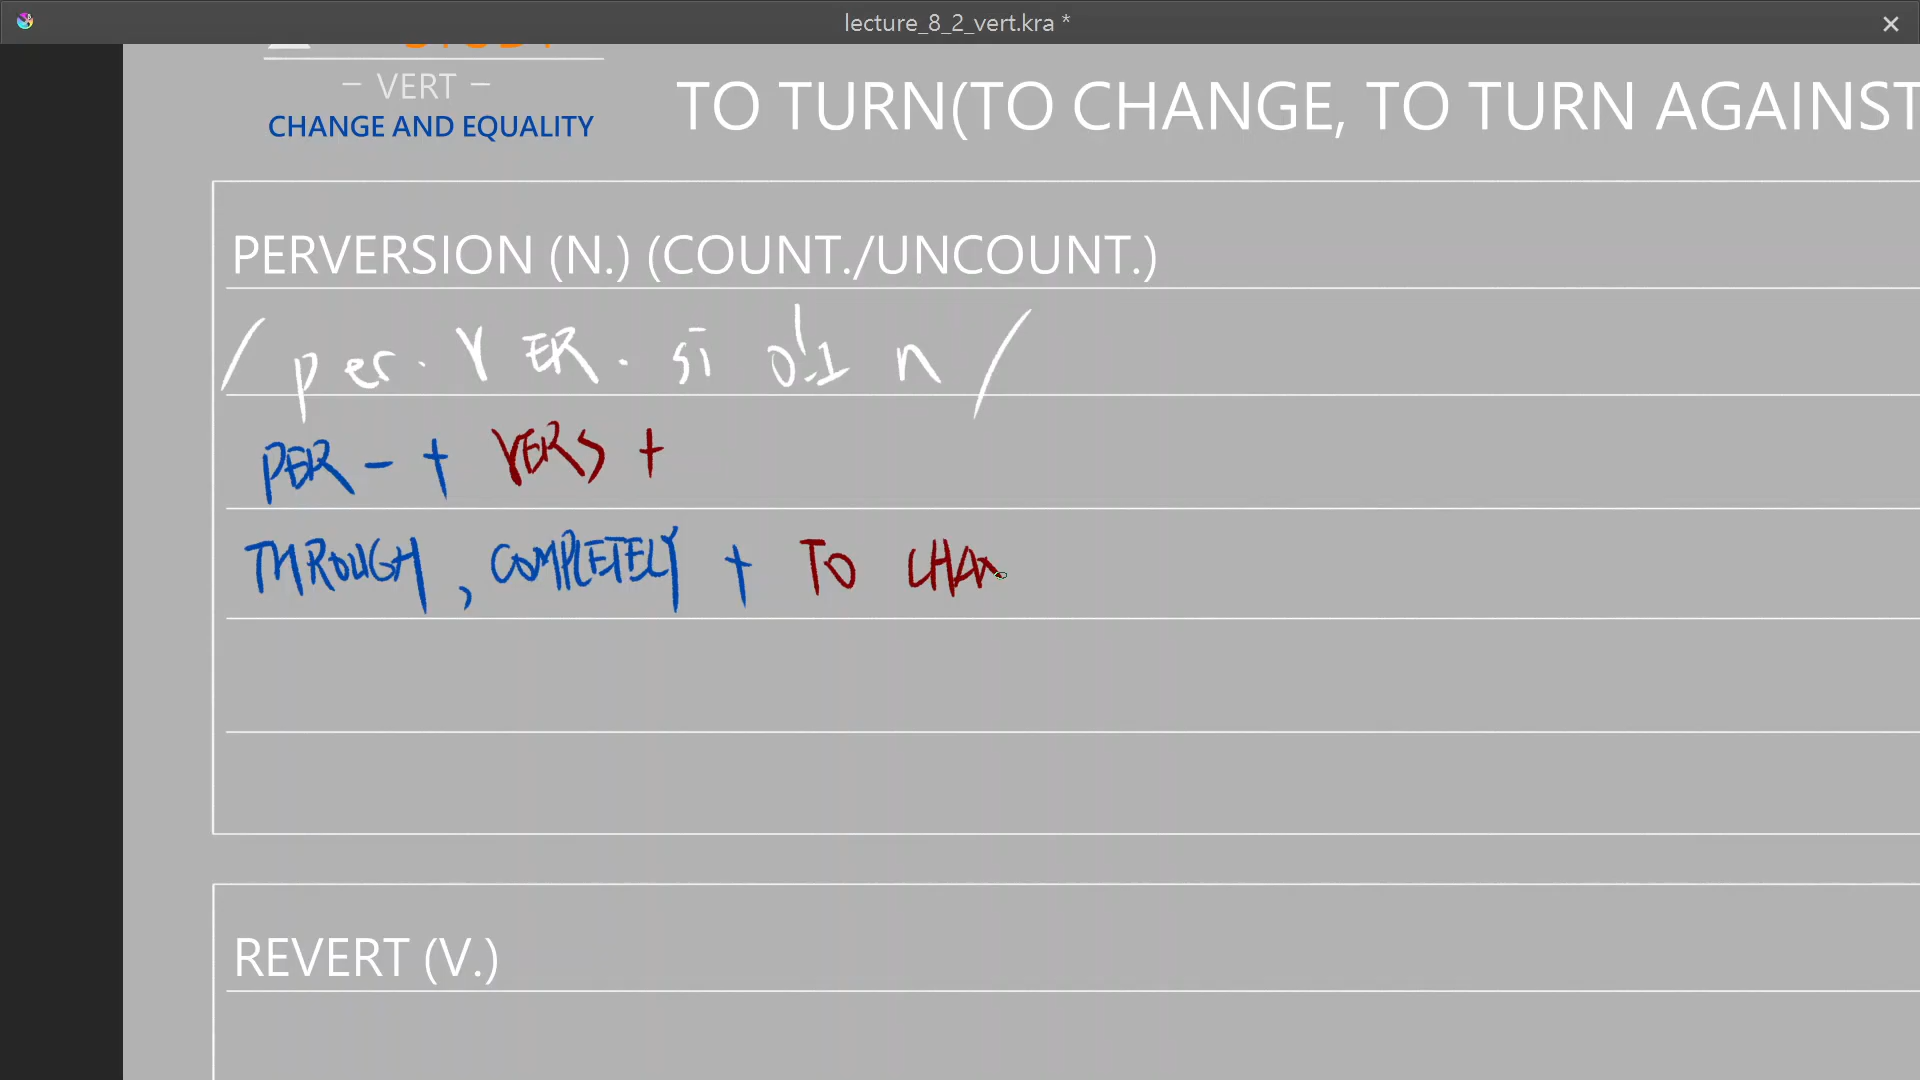 lecture_8_2_vert.kra *
– VERT –
CHANGE AND EQUALITY
TO TURN(TO CHANGE, TO TURN AGAINST
PERVERSION (N.) (COUNT./UNCOUNT.)
/ per. VER. si n /
PER - + VERS +
THROUGH, COMPLETELY + TO CHAN
REVERT (V.)